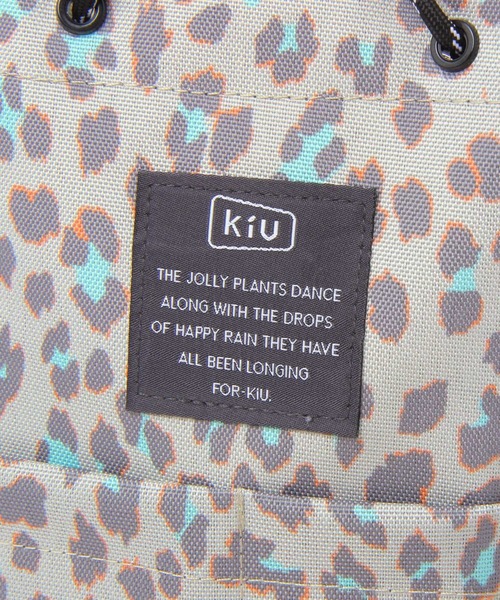 kiu
THE JOLLY PLANTS DANCE
ALONG WITH THE DROPS
OF HAPPY RAIN THEY HAVE
ALL BEEN LONGING
FOR-KIU.